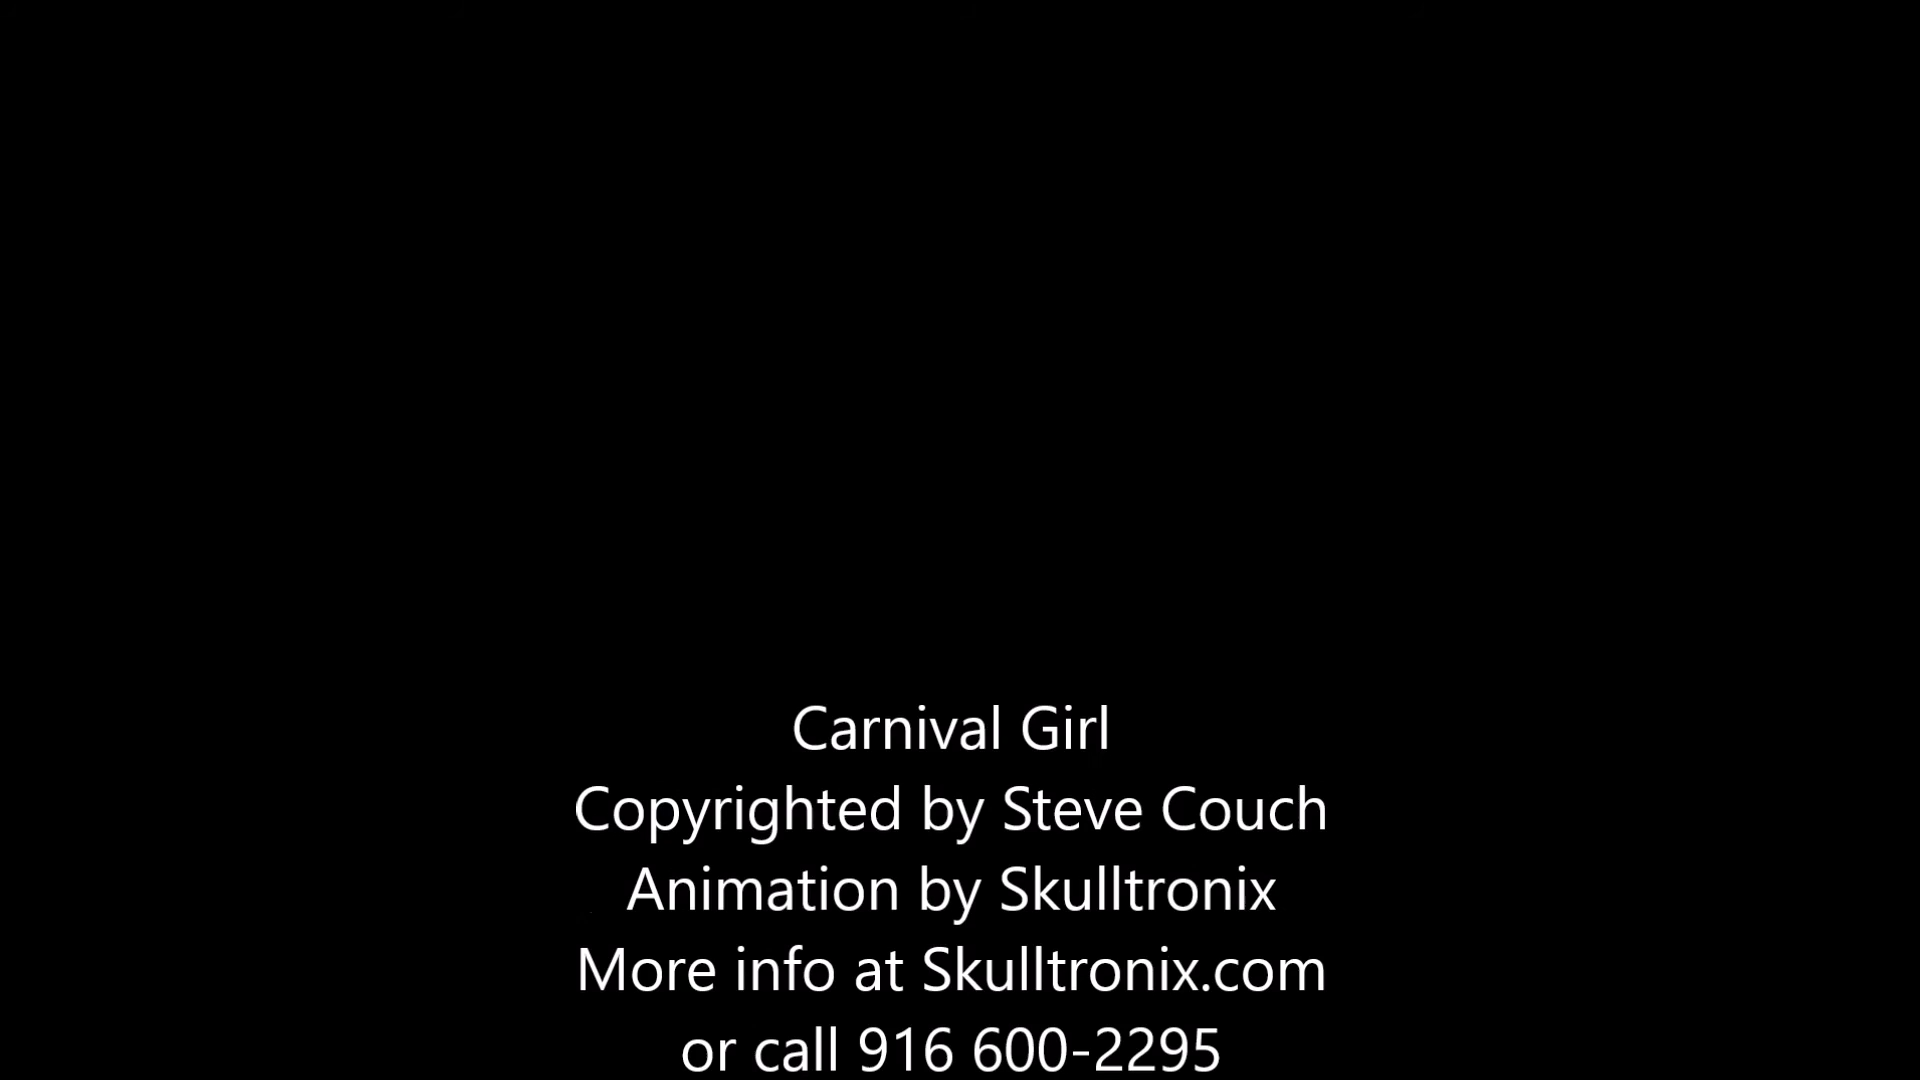 Carnival Girl
Copyrighted by Steve Couch
Animation by Skulltronix
More info at Skulltronix.com
or call 916 600-2295